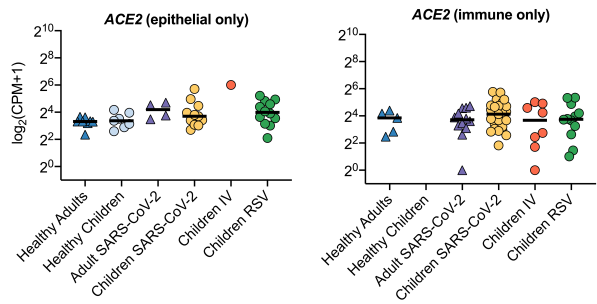 ACE2 (epithelial only)
log2(CPM+1)
2^10
2^8
2^6
2^4
2^2
2^0
Healthy Adults
Healthy Children
Adult SARS-CoV-2
Children SARS-CoV-2
Children IV
Children RSV
ACE2 (immune only)
2^10
2^8
2^6
2^4
2^2
2^0
Healthy Adults
Healthy Children
Adult SARS-CoV-2
Children SARS-CoV-2
Children IV
Children RSV